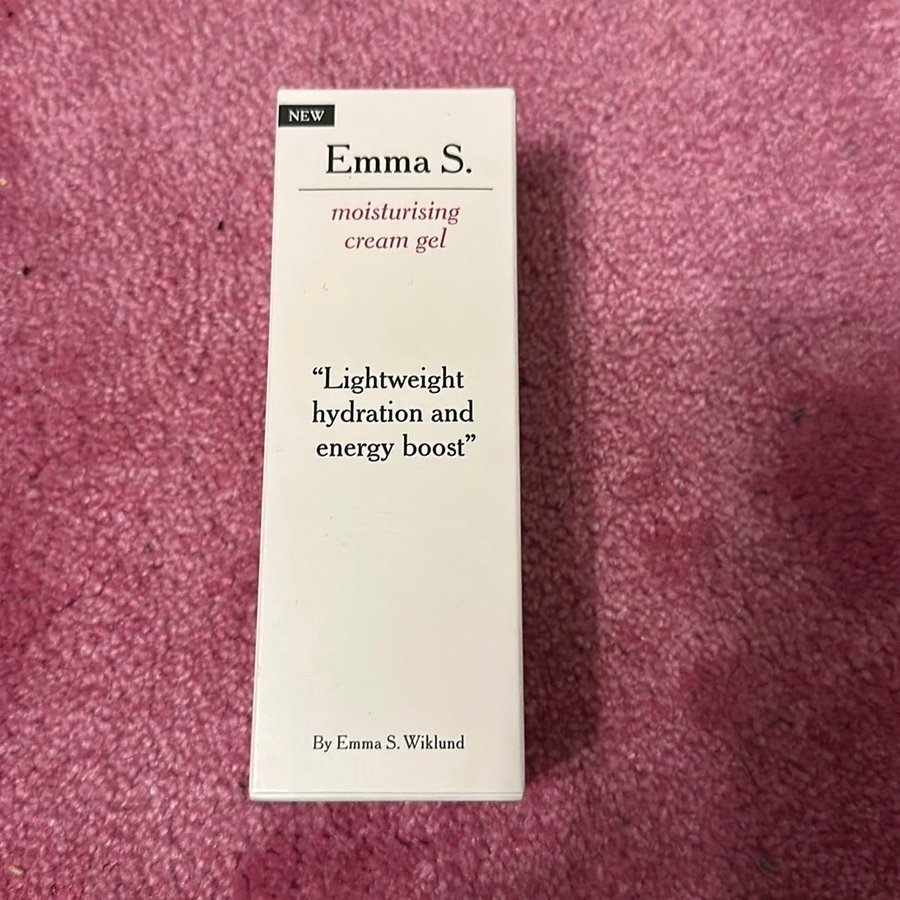 NEW
Emma S.
moisturising
cream gel
“Lightweight
hydration and
energy boost”
By Emma S. Wiklund